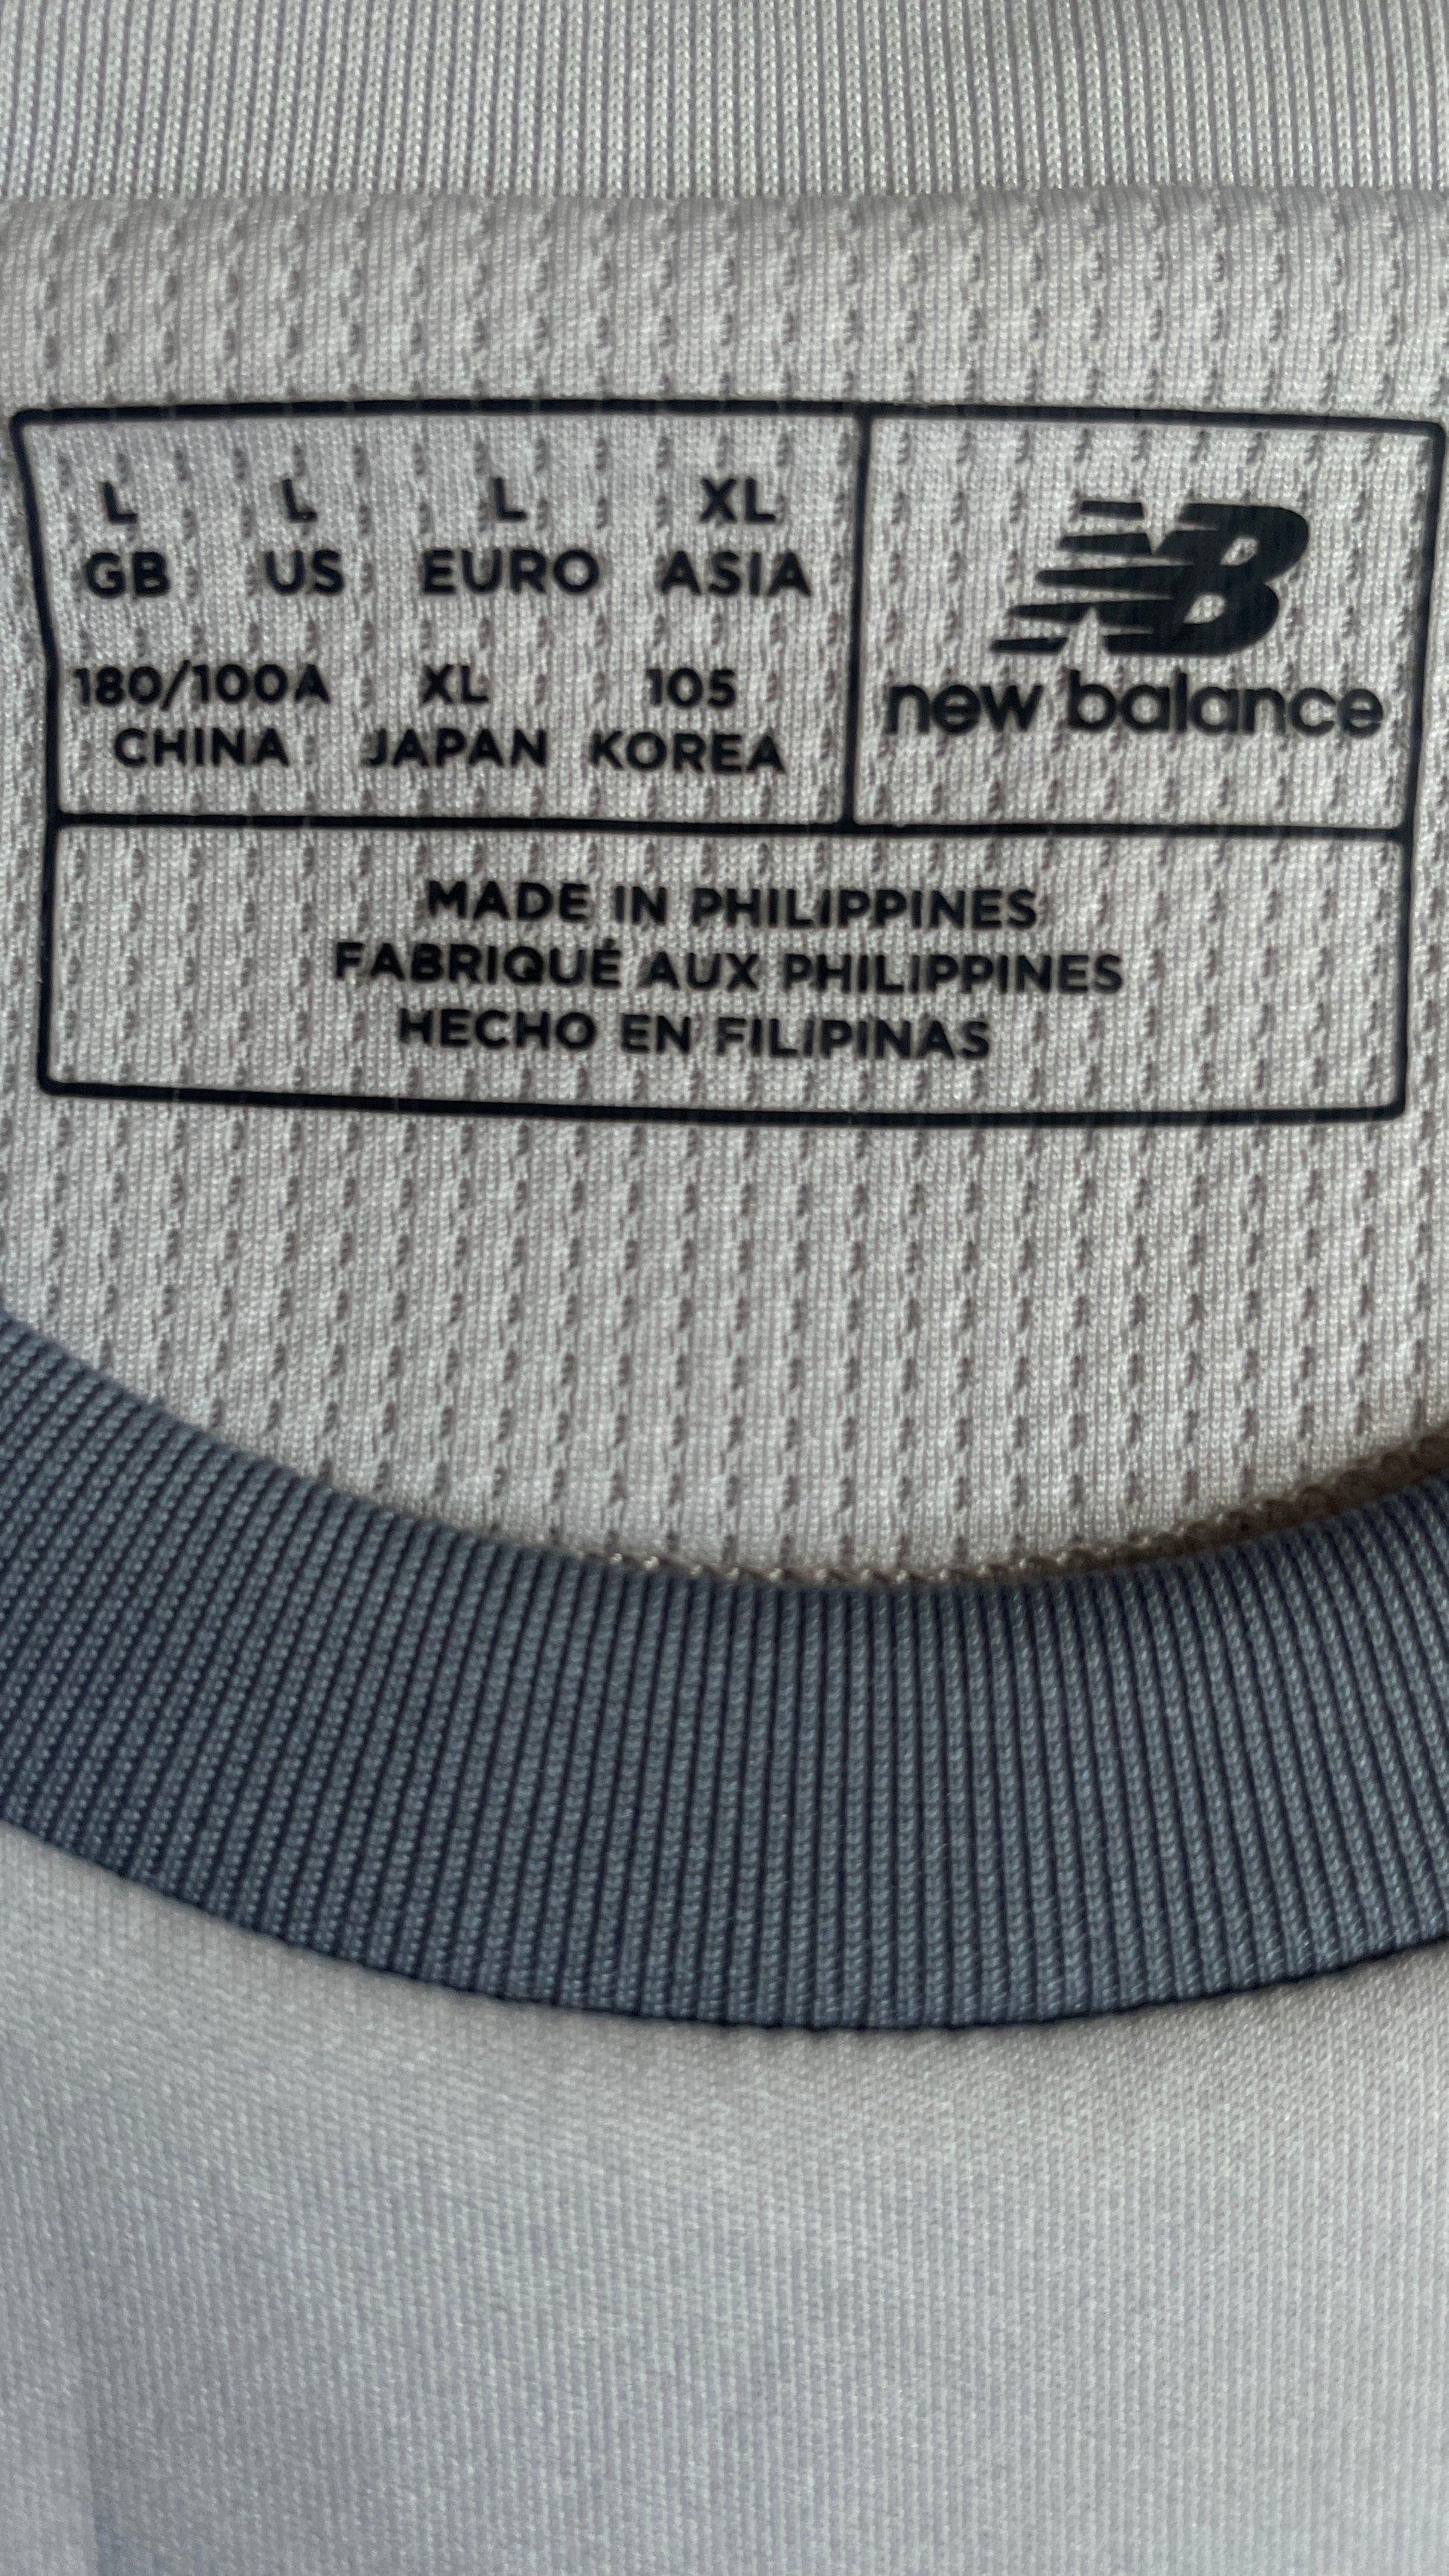 L L L XL
GB US EURO ASIA
180/100A XL 105
CHINA JAPAN KOREA
NB
new balance
MADE IN PHILIPPINES
FABRIQUÉ AUX PHILIPPINES
HECHO EN FILIPINAS